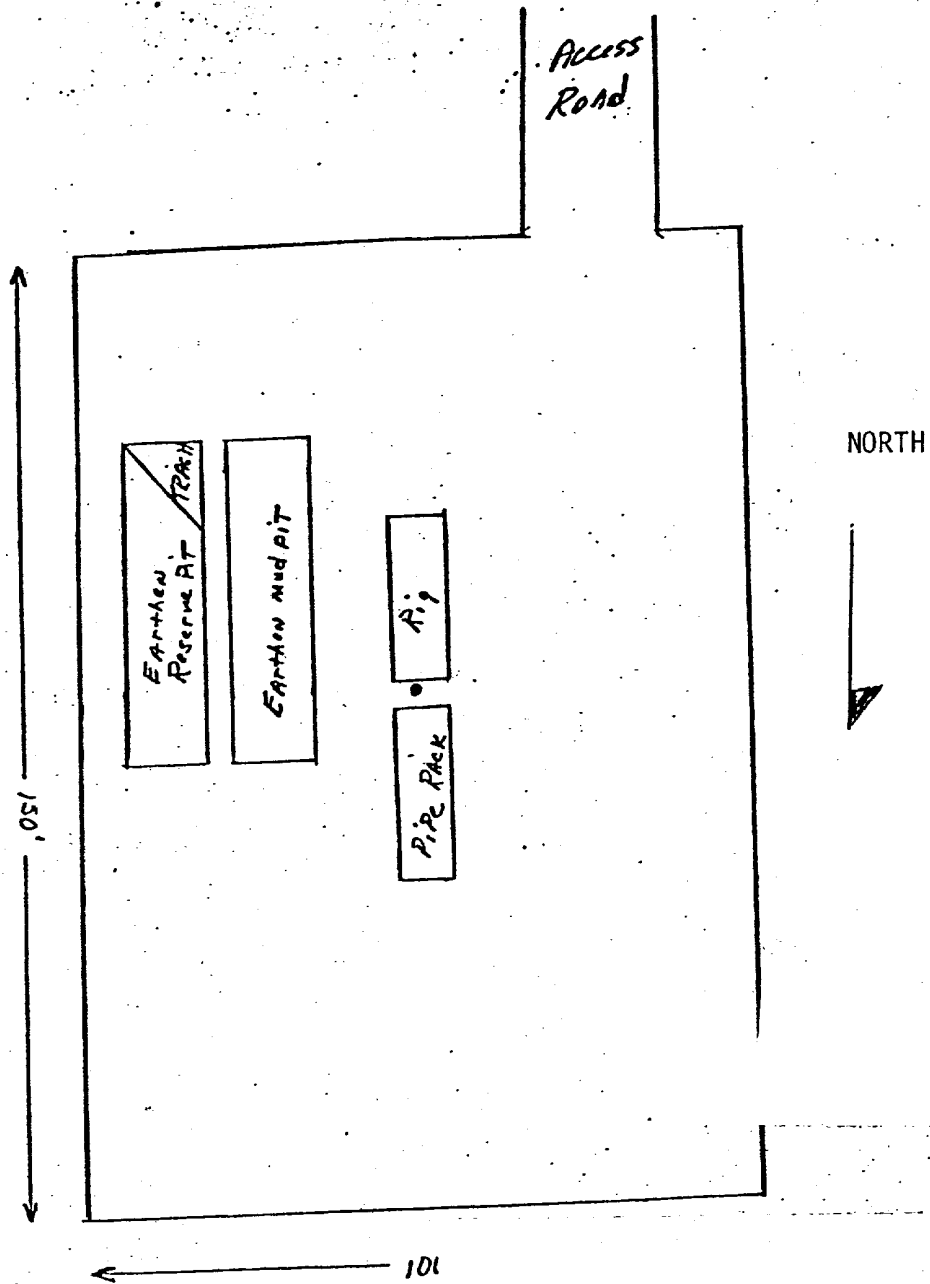 Access
Road
NORTH
TRASH
Earthen
Reserve Pit
Earthen Mud Pit
Rig
Pipe Rack
150'
101